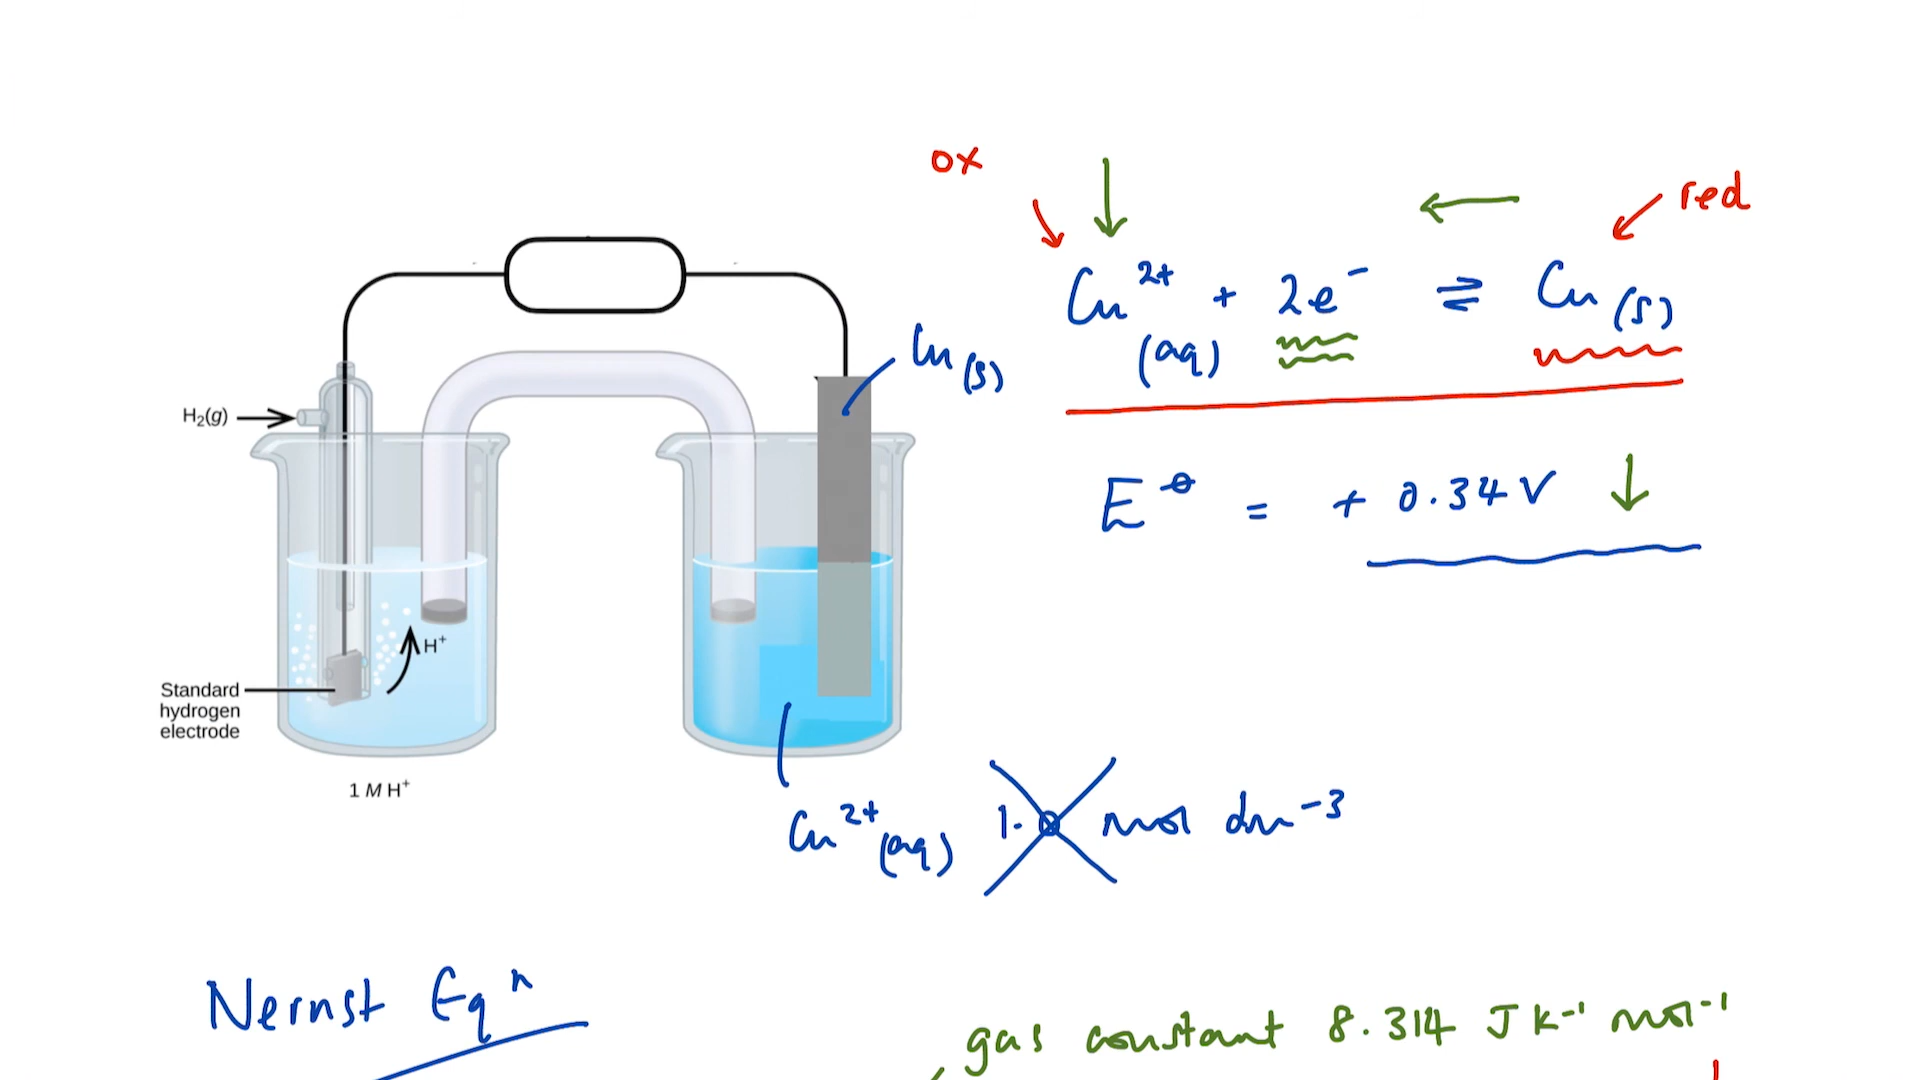 ox
red
Cu²⁺(aq) + 2e⁻ ⇌ Cu(s)
Cu(s)
H₂(g)
E⦵ = + 0.34 V
H⁺
Standard
hydrogen
electrode
1 M H⁺
Cu²⁺(aq) 1.0 mol dm⁻³
Nernst Eqⁿ
gas constant 8.314 J K⁻¹ mol⁻¹